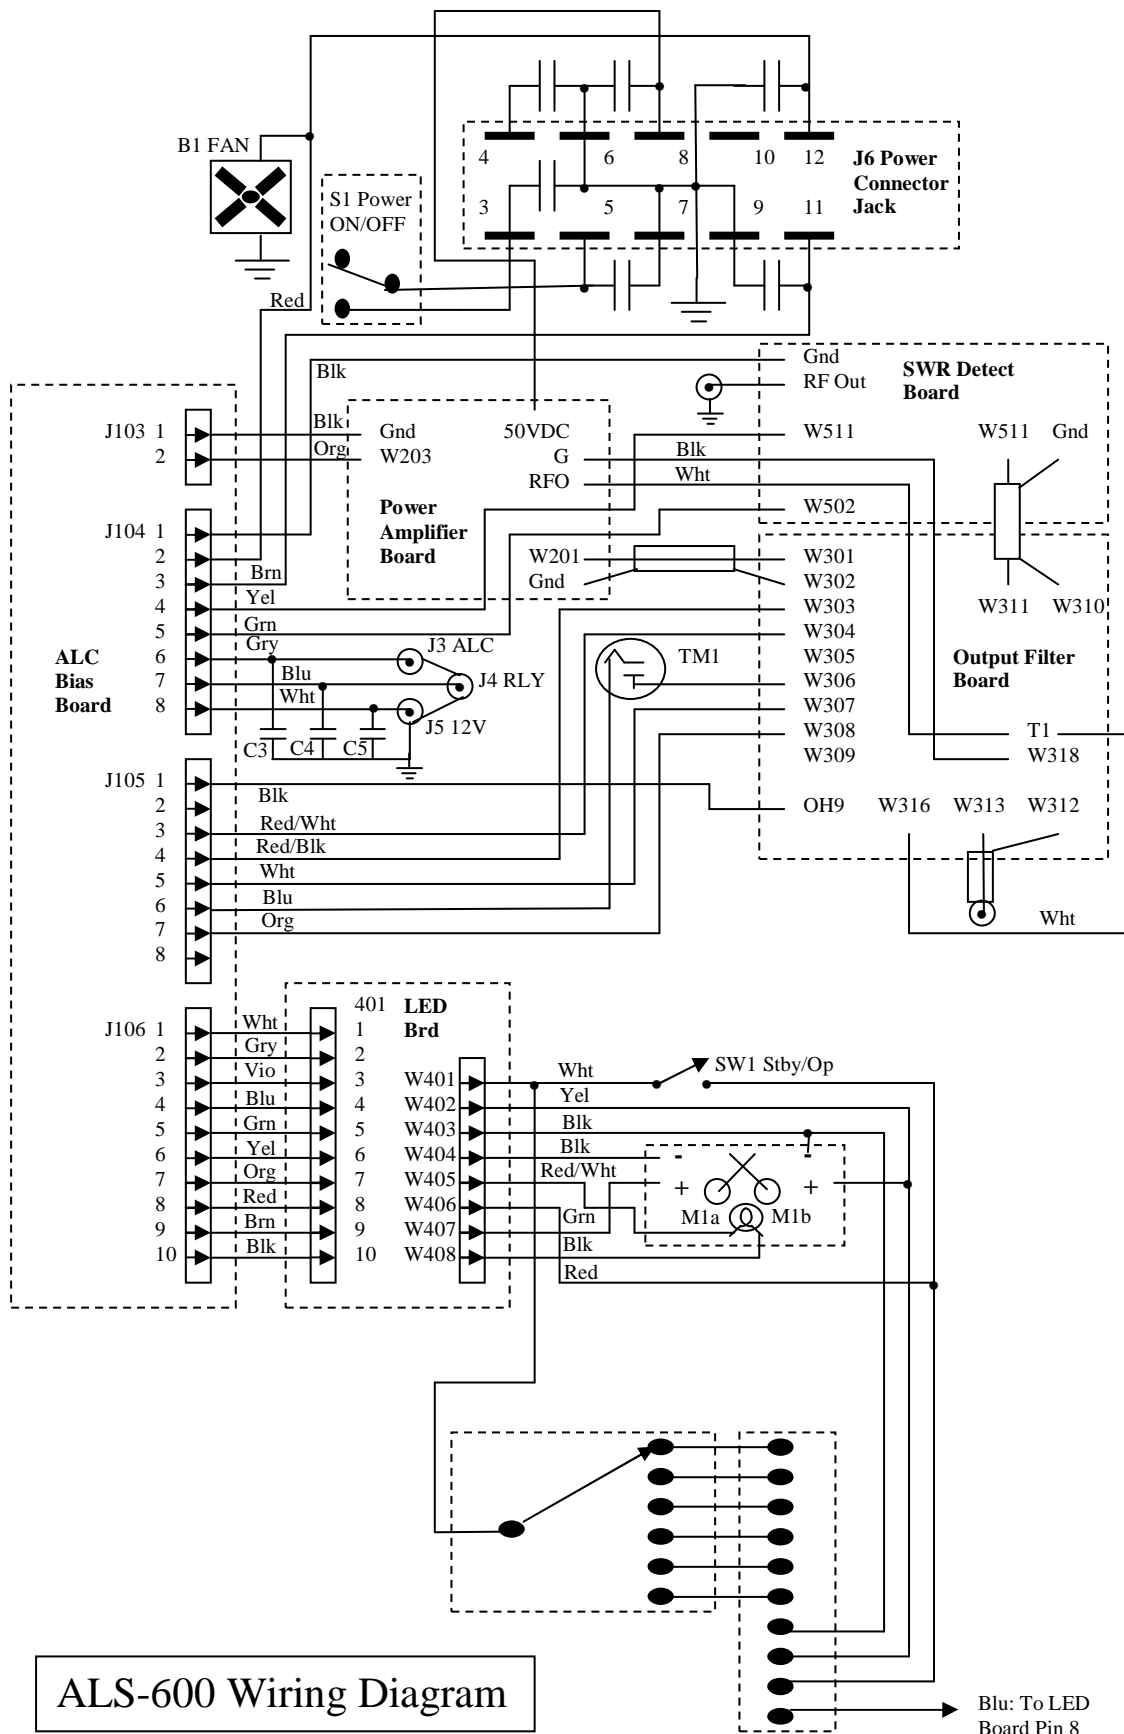 B1 FAN
S1 Power
ON/OFF
4 6 8 10 12
3 5 7 9 11
J6 Power
Connector
Jack
Red
Blk
Gnd
RF Out
SWR Detect
Board
W511
W502
W511 Gnd
J103 1
2
Blk
Org
Gnd
W203
50VDC
G
RFO
Blk
Wht
Power
Amplifier
Board
W201
Gnd
J104 1
2
3
4
5
6
7
8
Brn
Yel
Grn
Gry
Blu
Wht
ALC
Bias
Board
J3 ALC
J4 RLY
J5 12V
C3 C4 C5
TM1
W301
W302
W303
W304
W305
W306
W307
W308
W309
W311 W310
Output Filter
Board
T1
W318
OH9 W316 W313 W312
Wht
J105 1
2
3
4
5
6
7
8
Blk
Red/Wht
Red/Blk
Wht
Blu
Org
J106 1
2
3
4
5
6
7
8
9
10
Wht
Gry
Vio
Blu
Grn
Yel
Org
Red
Brn
Blk
401 LED
Brd
1
2
3
4
5
6
7
8
9
10
W401
W402
W403
W404
W405
W406
W407
W408
Wht
Yel
Blk
Blk
Red/Wht
Grn
Blk
Red
SW1 Stby/Op
- -
+ +
M1a M1b
ALS-600 Wiring Diagram
Blu: To LED
Board Pin 8